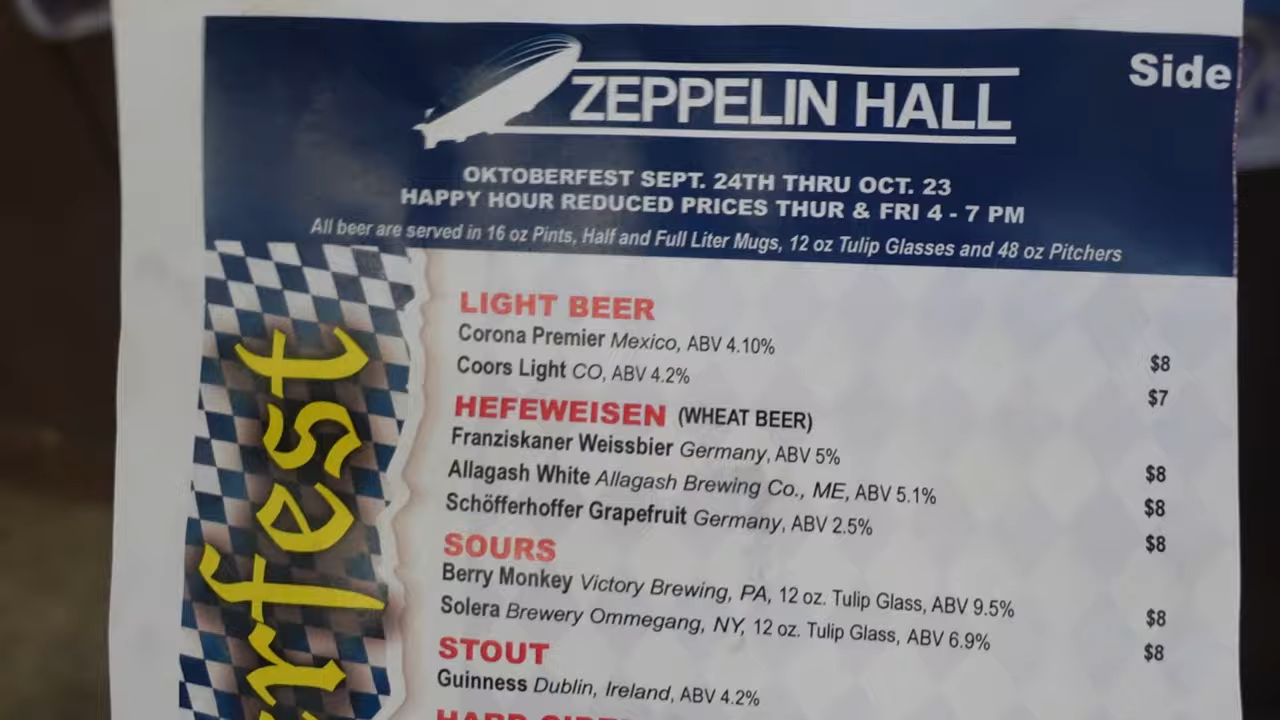 Side
ZEPPELIN HALL
OKTOBERFEST SEPT. 24TH THRU OCT. 23
HAPPY HOUR REDUCED PRICES THUR & FRI 4 - 7 PM
All beer are served in 16 oz Pints, Half and Full Liter Mugs, 12 oz Tulip Glasses and 48 oz Pitchers
LIGHT BEER
Corona Premier Mexico, ABV 4.10% $8
Coors Light CO, ABV 4.2% $7
HEFEWEISEN (WHEAT BEER)
Franziskaner Weissbier Germany, ABV 5% $8
Allagash White Allagash Brewing Co., ME, ABV 5.1% $8
Schöfferhoffer Grapefruit Germany, ABV 2.5% $8
SOURS
Berry Monkey Victory Brewing, PA, 12 oz. Tulip Glass, ABV 9.5% $8
Solera Brewery Ommegang, NY, 12 oz. Tulip Glass, ABV 6.9% $8
STOUT
Guinness Dublin, Ireland, ABV 4.2%
rfest